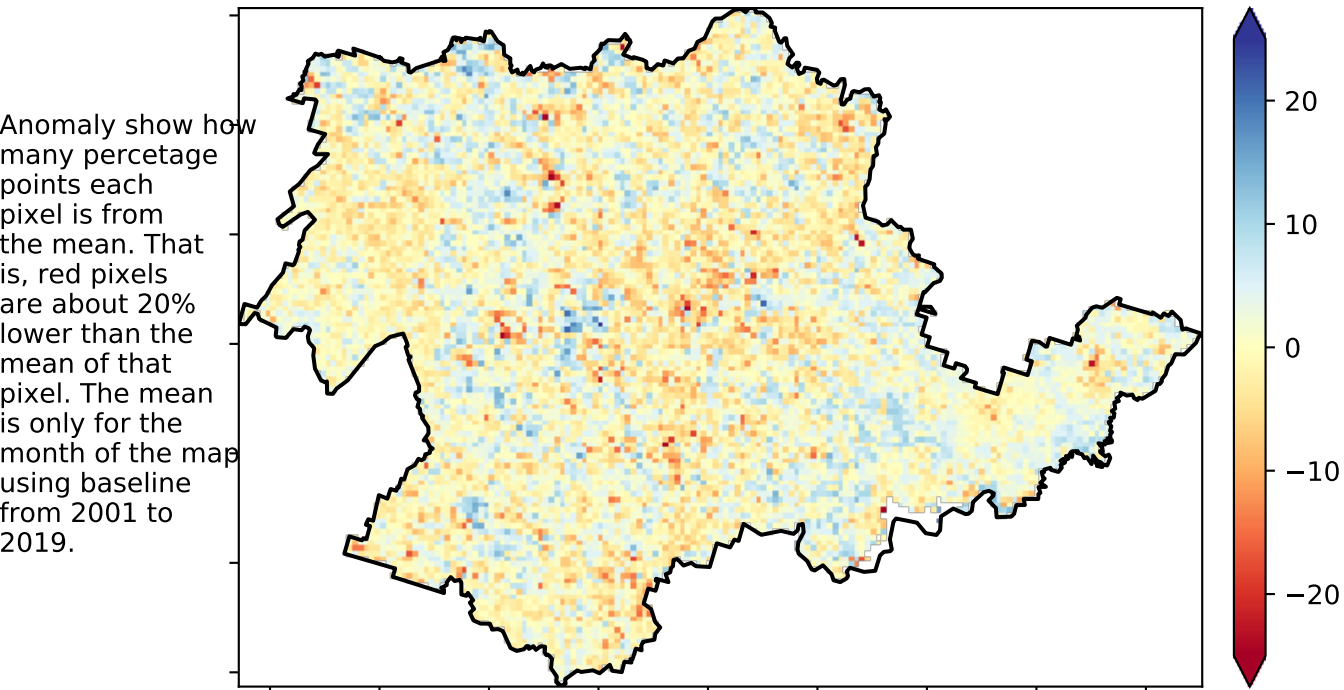 Anomaly show how
many percetage
points each
pixel is from
the mean. That
is, red pixels
are about 20%
lower than the
mean of that
pixel. The mean
is only for the
month of the map
using baseline
from 2001 to
2019.
20
10
0
−10
−20